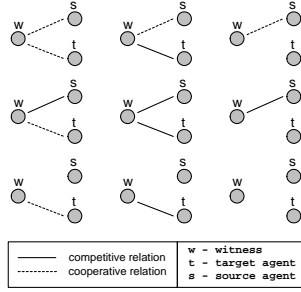 s s s
w w w
t t t
s s s
w w w
t t t
s s s
w w w
t t t
competitive relation
cooperative relation
w - witness
t - target agent
s - source agent